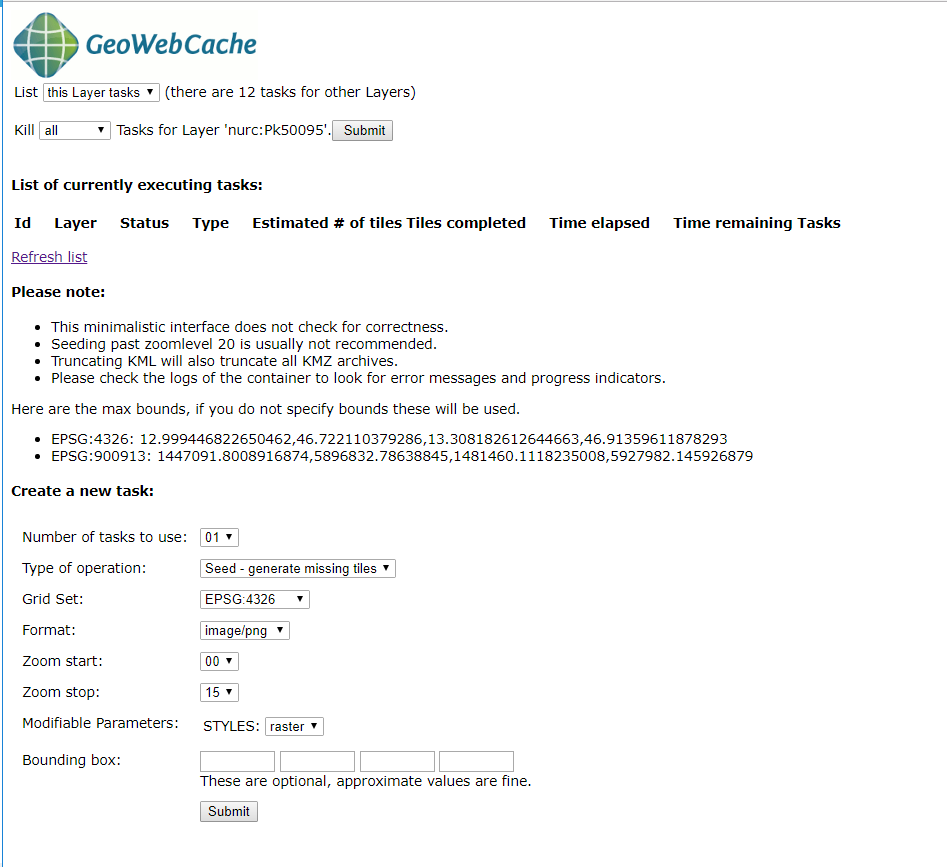 GeoWebCache
List this Layer tasks (there are 12 tasks for other Layers)
Kill all Tasks for Layer 'nurc:Pk50095'. Submit
List of currently executing tasks:
Id Layer Status Type Estimated # of tiles Tiles completed Time elapsed Time remaining Tasks
Refresh list
Please note:
• This minimalistic interface does not check for correctness.
• Seeding past zoomlevel 20 is usually not recommended.
• Truncating KML will also truncate all KMZ archives.
• Please check the logs of the container to look for error messages and progress indicators.
Here are the max bounds, if you do not specify bounds these will be used.
• EPSG:4326: 12.999446822650462,46.722110379286,13.308182612644663,46.91359611878293
• EPSG:900913: 1447091.8008916874,5896832.78638845,1481460.1118235008,5927982.145926879
Create a new task:
Number of tasks to use: 01
Type of operation: Seed - generate missing tiles
Grid Set: EPSG:4326
Format: image/png
Zoom start: 00
Zoom stop: 15
Modifiable Parameters: STYLES: raster
Bounding box:
These are optional, approximate values are fine.
Submit